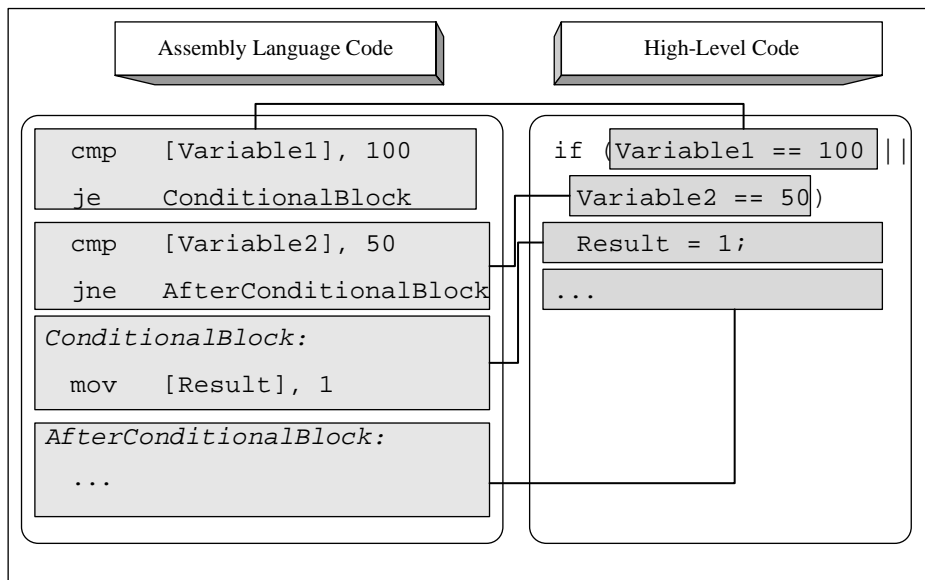 Assembly Language Code
High-Level Code
cmp [Variable1], 100
je ConditionalBlock
cmp [Variable2], 50
jne AfterConditionalBlock
ConditionalBlock:
mov [Result], 1
AfterConditionalBlock:
...
if (Variable1 == 100 ||
Variable2 == 50)
Result = 1;
...